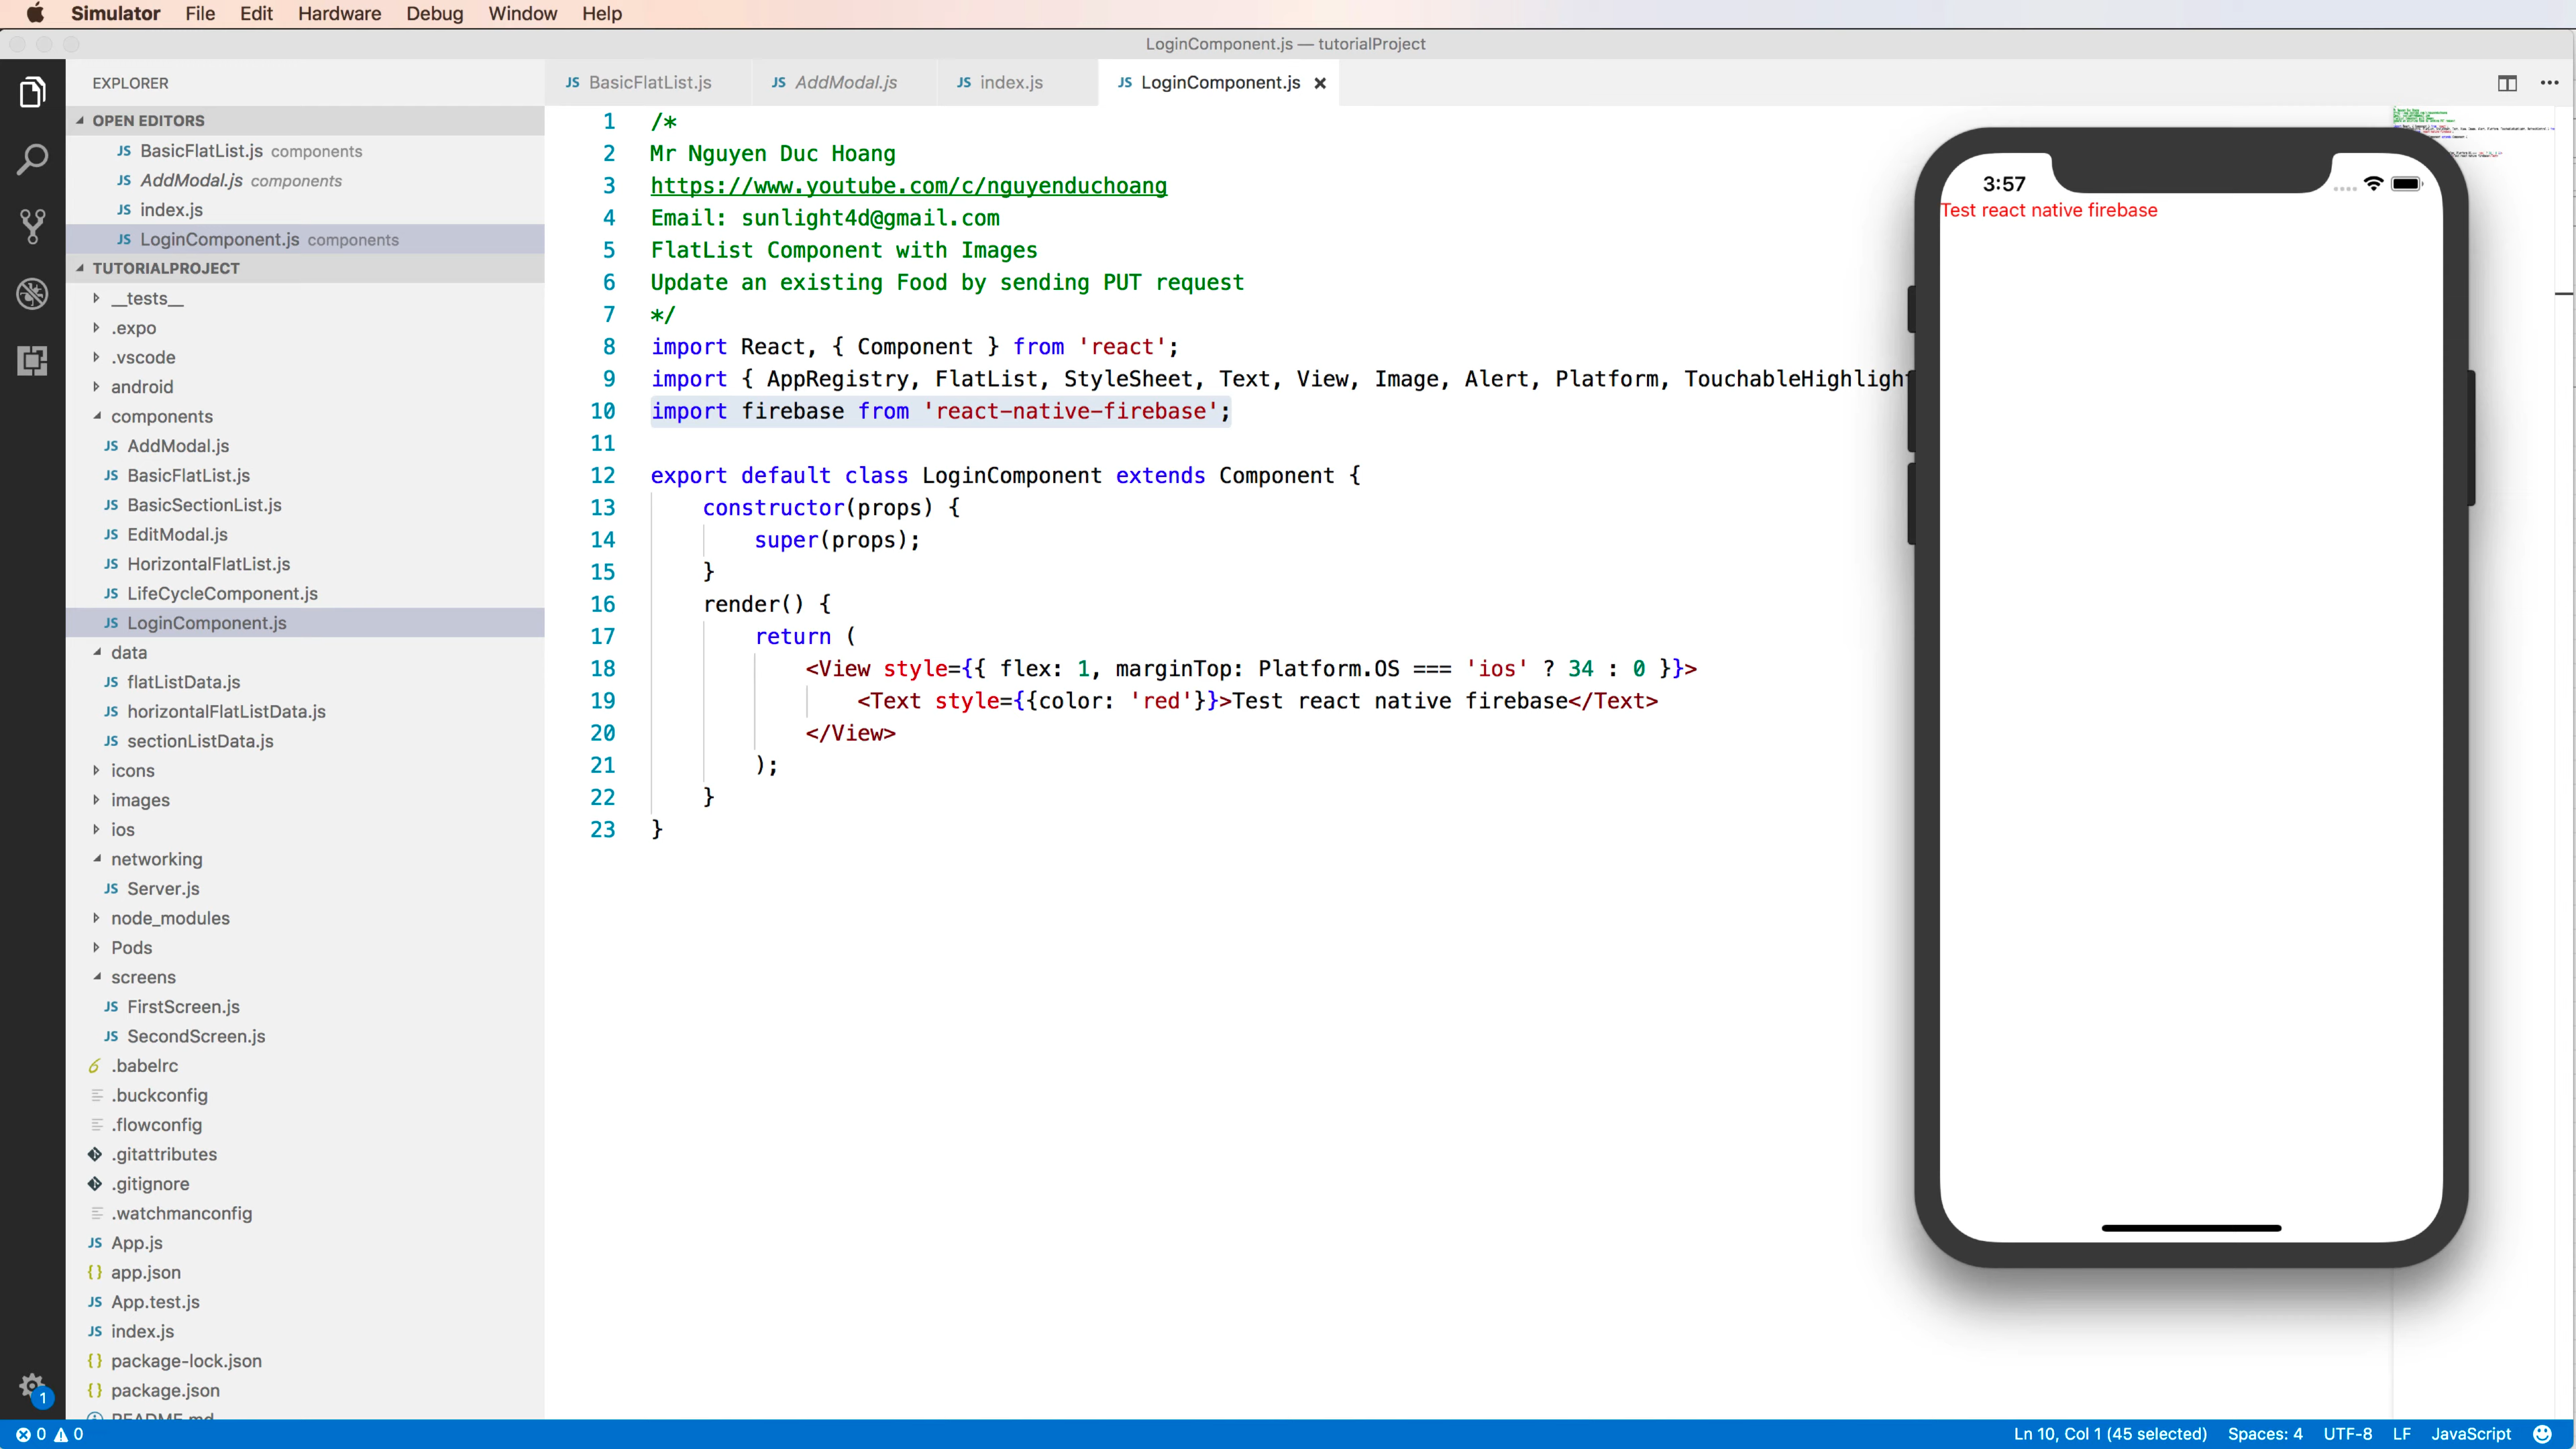 Simulator File Edit Hardware Debug Window Help
LoginComponent.js — tutorialProject
EXPLORER
OPEN EDITORS
JS BasicFlatList.js components
JS AddModal.js components
JS index.js
JS LoginComponent.js components
TUTORIALPROJECT
__tests__
.expo
.vscode
android
components
JS AddModal.js
JS BasicFlatList.js
JS BasicSectionList.js
JS EditModal.js
JS HorizontalFlatList.js
JS LifeCycleComponent.js
JS LoginComponent.js
data
JS flatListData.js
JS horizontalFlatListData.js
JS sectionListData.js
icons
images
ios
networking
JS Server.js
node_modules
Pods
screens
JS FirstScreen.js
JS SecondScreen.js
.babelrc
.buckconfig
.flowconfig
.gitattributes
.gitignore
.watchmanconfig
JS App.js
{} app.json
JS App.test.js
JS index.js
{} package-lock.json
{} package.json
README.md
1
JS BasicFlatList.js JS AddModal.js JS index.js JS LoginComponent.js
1 /*
2 Mr Nguyen Duc Hoang
3 https://www.youtube.com/c/nguyenduchoang
4 Email: sunlight4d@gmail.com
5 FlatList Component with Images
6 Update an existing Food by sending PUT request
7 */
8 import React, { Component } from 'react';
9 import { AppRegistry, FlatList, StyleSheet, Text, View, Image, Alert, Platform, TouchableHighlight
10 import firebase from 'react-native-firebase';
11
12 export default class LoginComponent extends Component {
13 constructor(props) {
14 super(props);
15 }
16 render() {
17 return (
18 <View style={{ flex: 1, marginTop: Platform.OS === 'ios' ? 34 : 0 }}>
19 <Text style={{color: 'red'}}>Test react native firebase</Text>
20 </View>
21 );
22 }
23 }
3:57
Test react native firebase
0 0
Ln 10, Col 1 (45 selected) Spaces: 4 UTF-8 LF JavaScript